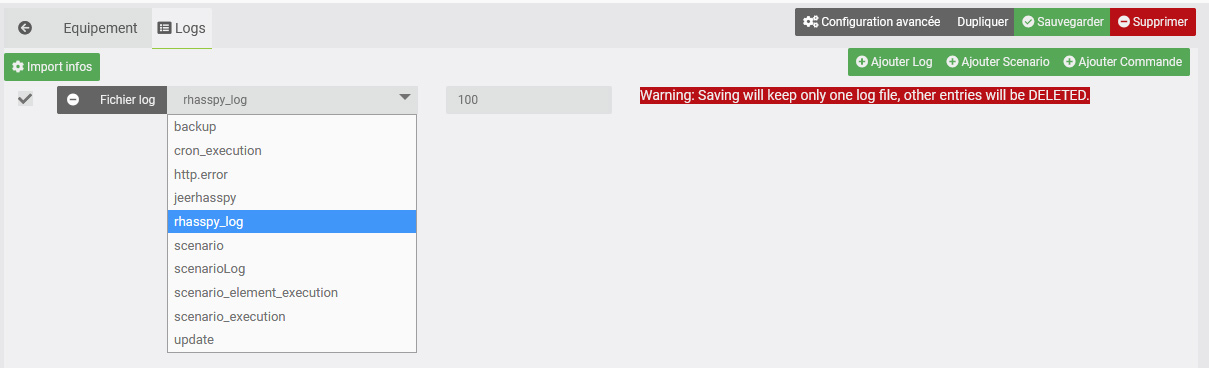 Equipement
Logs
Configuration avancée
Dupliquer
Sauvegarder
Supprimer
Import infos
Ajouter Log
Ajouter Scenario
Ajouter Commande
Fichier log
rhasspy_log
100
Warning: Saving will keep only one log file, other entries will be DELETED.
backup
cron_execution
http.error
jeerhasspy
rhasspy_log
scenario
scenarioLog
scenario_element_execution
scenario_execution
update